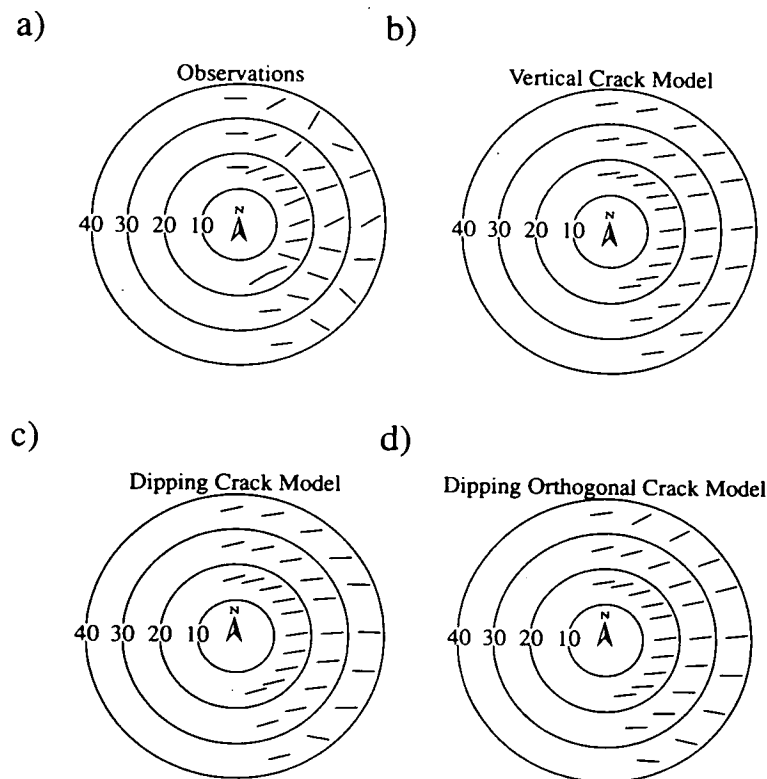 a)
Observations
N
40 30 20 10
b)
Vertical Crack Model
N
40 30 20 10
c)
Dipping Crack Model
N
40 30 20 10
d)
Dipping Orthogonal Crack Model
N
40 30 20 10